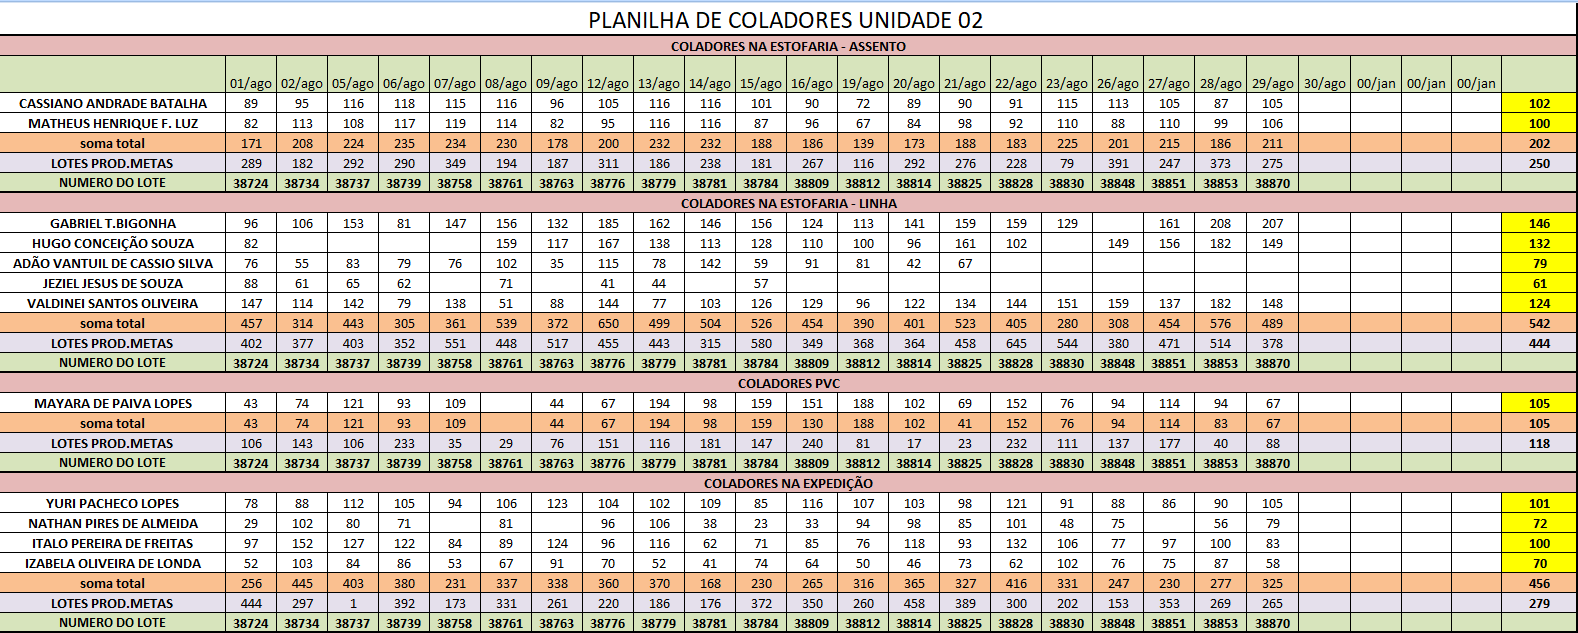 PLANILHA DE COLADORES UNIDADE 02
COLADORES NA ESTOFARIA - ASSENTO
01/ago 02/ago 05/ago 06/ago 07/ago 08/ago 09/ago 12/ago 13/ago 14/ago 15/ago 16/ago 19/ago 20/ago 21/ago 22/ago 23/ago 26/ago 27/ago 28/ago 29/ago 30/ago 00/jan 00/jan 00/jan
CASSIANO ANDRADE BATALHA 89 95 116 118 115 116 96 105 116 116 101 90 72 89 90 91 115 113 105 87 105 102
MATHEUS HENRIQUE F. LUZ 82 113 108 117 119 114 82 95 116 116 87 96 67 84 98 92 110 88 110 99 106 100
soma total 171 208 224 235 234 230 178 200 232 232 188 186 139 173 188 183 225 201 215 186 211 202
LOTES PROD.METAS 289 182 292 290 349 194 187 311 186 238 181 267 116 292 276 228 79 391 247 373 275 250
NUMERO DO LOTE 38724 38734 38737 38739 38758 38761 38763 38776 38779 38781 38784 38809 38812 38814 38825 38828 38830 38848 38851 38853 38870
COLADORES NA ESTOFARIA - LINHA
GABRIEL T.BIGONHA 96 106 153 81 147 156 132 185 162 146 156 124 113 141 159 159 129 161 208 207 146
HUGO CONCEIÇÃO SOUZA 82 159 117 167 138 113 128 110 100 96 161 102 149 156 182 149 132
ADÃO VANTUIL DE CASSIO SILVA 76 55 83 79 76 102 35 115 78 142 59 91 81 42 67 79
JEZIEL JESUS DE SOUZA 88 61 65 62 71 41 44 57 61
VALDINEI SANTOS OLIVEIRA 147 114 142 79 138 51 88 144 77 103 126 129 96 122 134 144 151 159 137 182 148 124
soma total 457 314 443 305 361 539 372 650 499 504 526 454 390 401 523 405 280 308 454 576 489 542
LOTES PROD.METAS 402 377 403 352 551 448 517 455 443 315 580 349 368 364 458 645 544 380 471 514 378 444
NUMERO DO LOTE 38724 38734 38737 38739 38758 38761 38763 38776 38779 38781 38784 38809 38812 38814 38825 38828 38830 38848 38851 38853 38870
COLADORES PVC
MAYARA DE PAIVA LOPES 43 74 121 93 109 44 67 194 98 159 151 188 102 69 152 76 94 114 94 67 105
soma total 43 74 121 93 109 44 67 194 98 159 130 188 102 41 152 76 94 114 83 67 105
LOTES PROD.METAS 106 143 106 233 35 29 76 151 116 181 147 240 81 17 23 232 111 137 177 40 88 118
NUMERO DO LOTE 38724 38734 38737 38739 38758 38761 38763 38776 38779 38781 38784 38809 38812 38814 38825 38828 38830 38848 38851 38853 38870
COLADORES NA EXPEDIÇÃO
YURI PACHECO LOPES 78 88 112 105 94 106 123 104 102 109 85 116 107 103 98 121 91 88 86 90 105 101
NATHAN PIRES DE ALMEIDA 29 102 80 71 81 96 106 38 23 33 94 98 85 101 48 75 56 79 72
ITALO PEREIRA DE FREITAS 97 152 127 122 84 89 124 96 116 62 71 85 76 118 93 132 106 77 97 100 83 100
IZABELA OLIVEIRA DE LONDA 52 103 84 86 53 67 91 70 52 41 74 64 50 46 73 62 102 76 75 87 58 70
soma total 256 445 403 380 231 337 338 360 370 168 230 265 316 365 327 416 331 247 230 277 325 456
LOTES PROD.METAS 444 297 1 392 173 331 261 220 186 176 372 350 260 458 389 300 202 153 353 269 265 279
NUMERO DO LOTE 38724 38734 38737 38739 38758 38761 38763 38776 38779 38781 38784 38809 38812 38814 38825 38828 38830 38848 38851 38853 38870